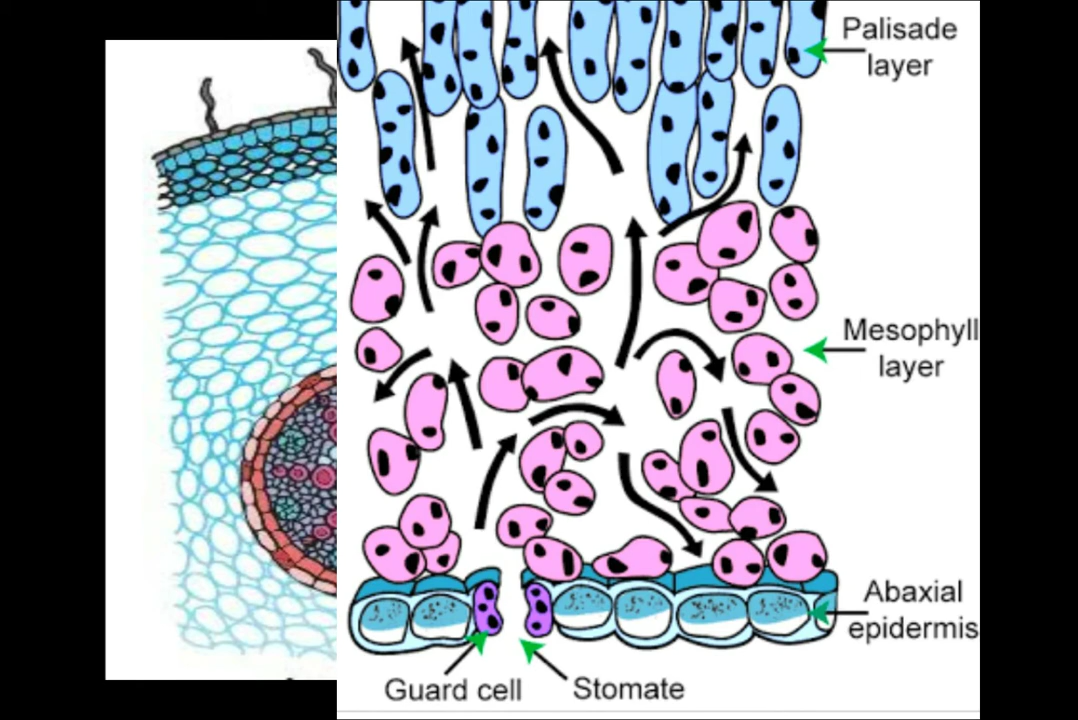 Palisade
layer
Mesophyll
layer
Abaxial
epidermis
Guard cell
Stomate